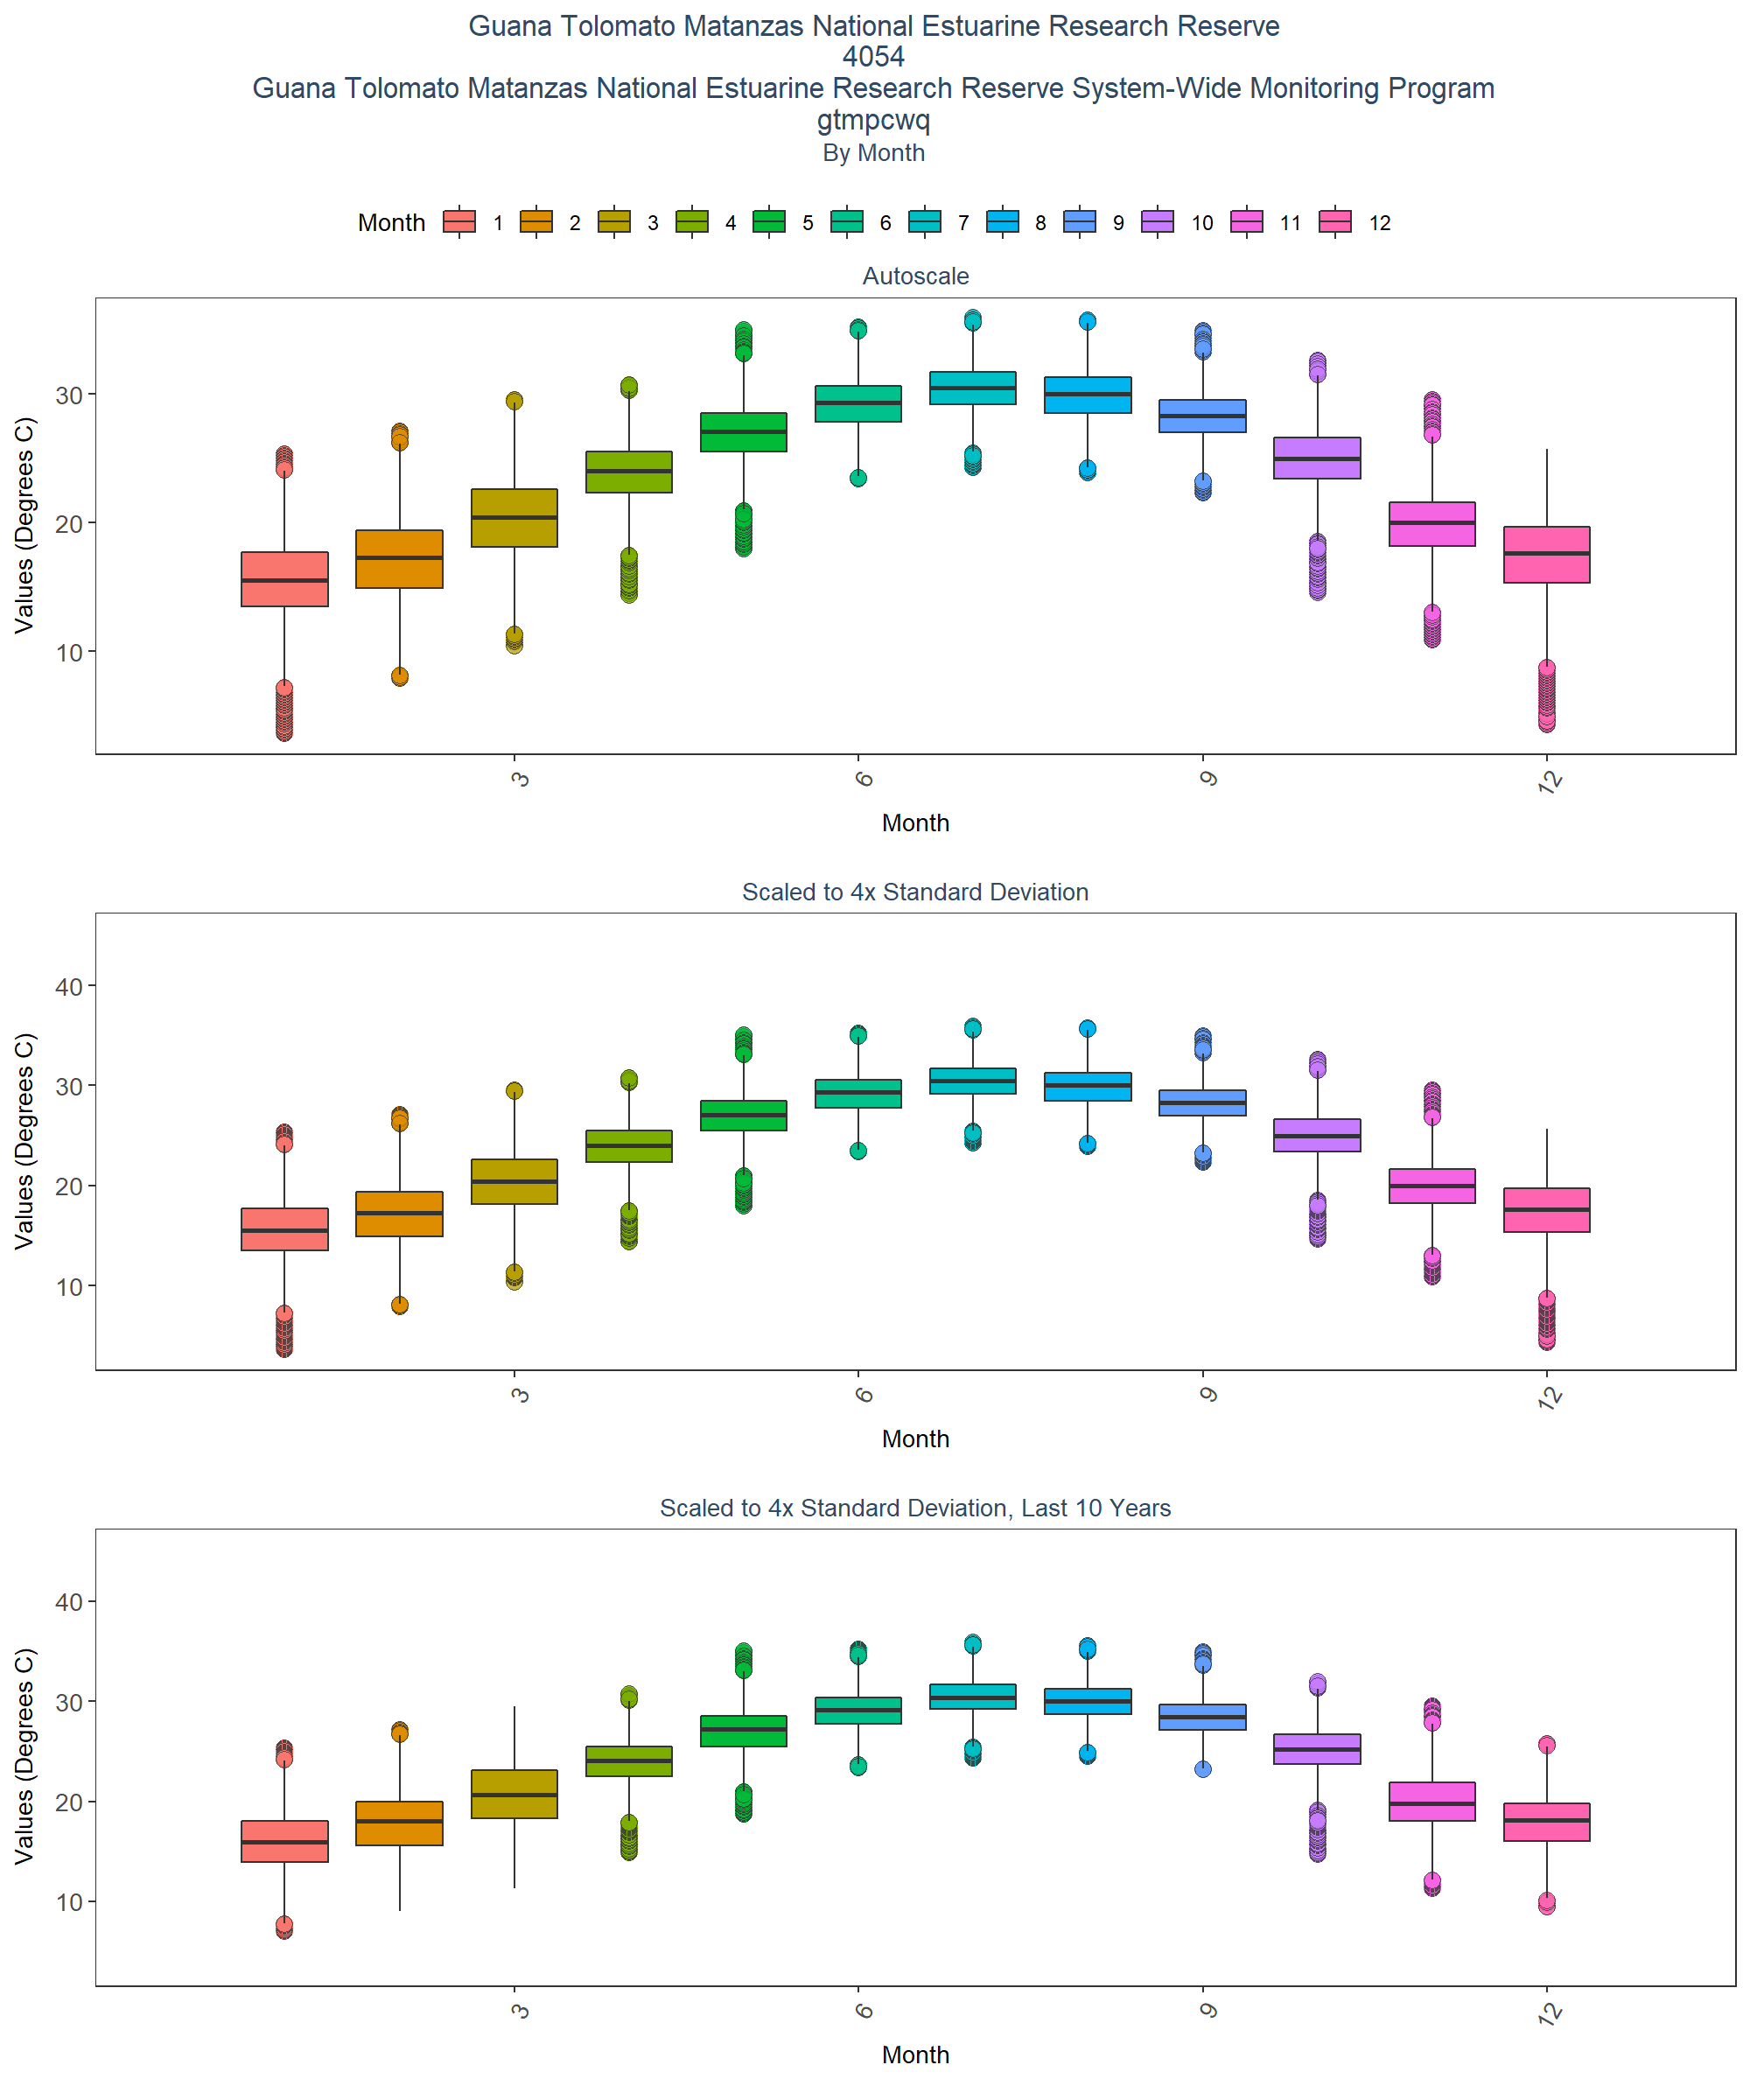 Guana Tolomato Matanzas National Estuarine Research Reserve
4054
Guana Tolomato Matanzas National Estuarine Research Reserve System-Wide Monitoring Program
gtmpcwq
By Month
Month 1 2 3 4 5 6 7 8 9 10 11 12
Autoscale
Values (Degrees C)
30
20
10
3 6 9 12
Month
Scaled to 4x Standard Deviation
Values (Degrees C)
40
30
20
10
3 6 9 12
Month
Scaled to 4x Standard Deviation, Last 10 Years
Values (Degrees C)
40
30
20
10
3 6 9 12
Month